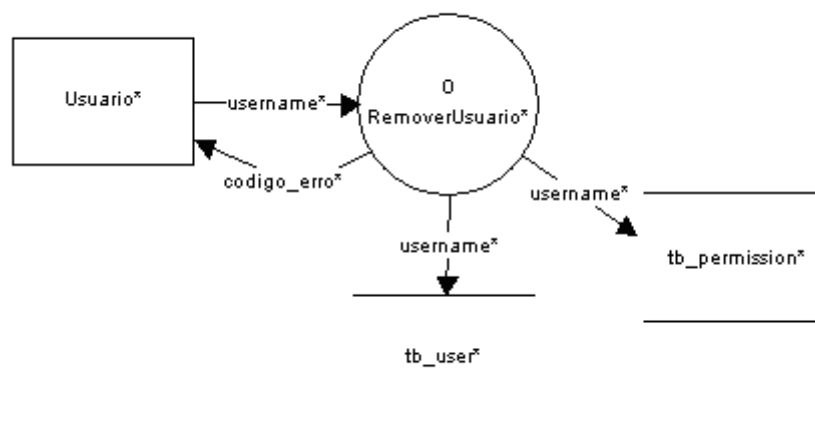 0
Usuario*
username*
RemoverUsuario*
codigo_erro*
username*
username*
tb_permission*
tb_user*